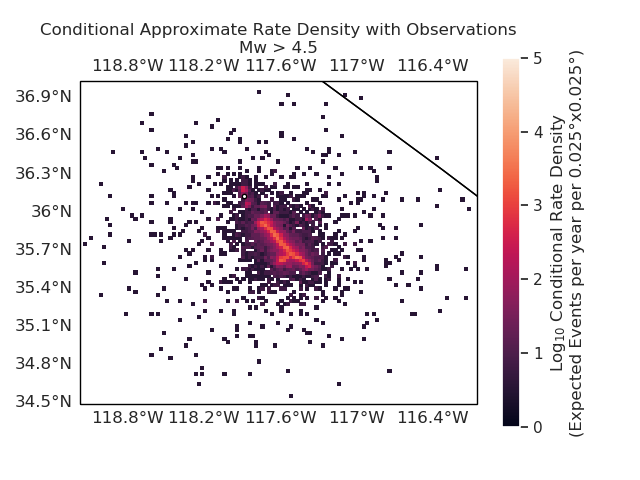 Conditional Approximate Rate Density with Observations
Mw > 4.5
118.8°W 118.2°W 117.6°W 117°W 116.4°W
36.9°N
36.6°N
36.3°N
36°N
35.7°N
35.4°N
35.1°N
34.8°N
34.5°N
118.8°W 118.2°W 117.6°W 117°W 116.4°W
5
4
3
2
1
0
Log₁₀ Conditional Rate Density
(Expected Events per year per 0.025°x0.025°)